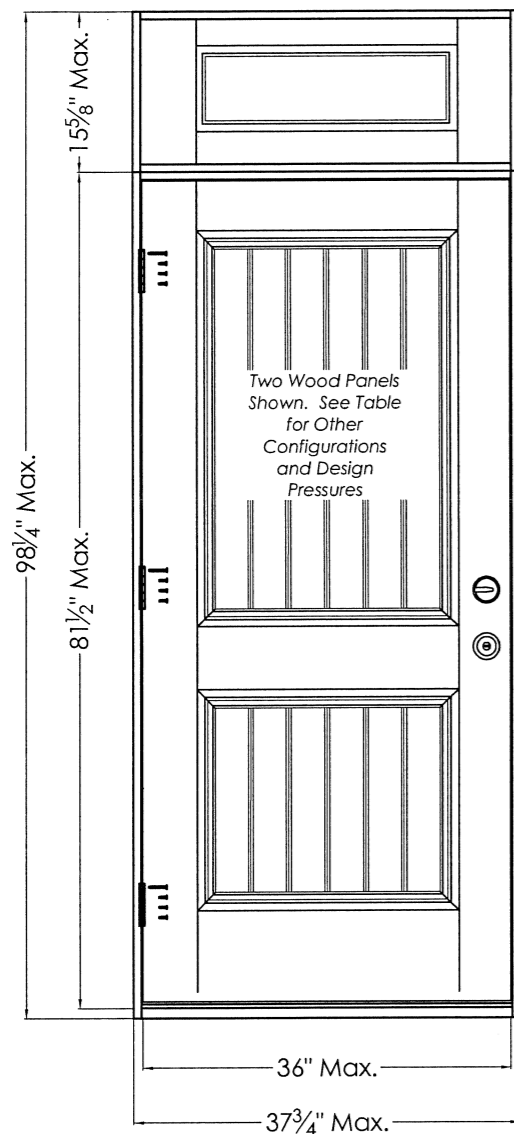 15⅝" Max.
98¼" Max.
81½" Max.
Two Wood Panels
Shown. See Table
for Other
Configurations
and Design
Pressures
36" Max.
37¾" Max.